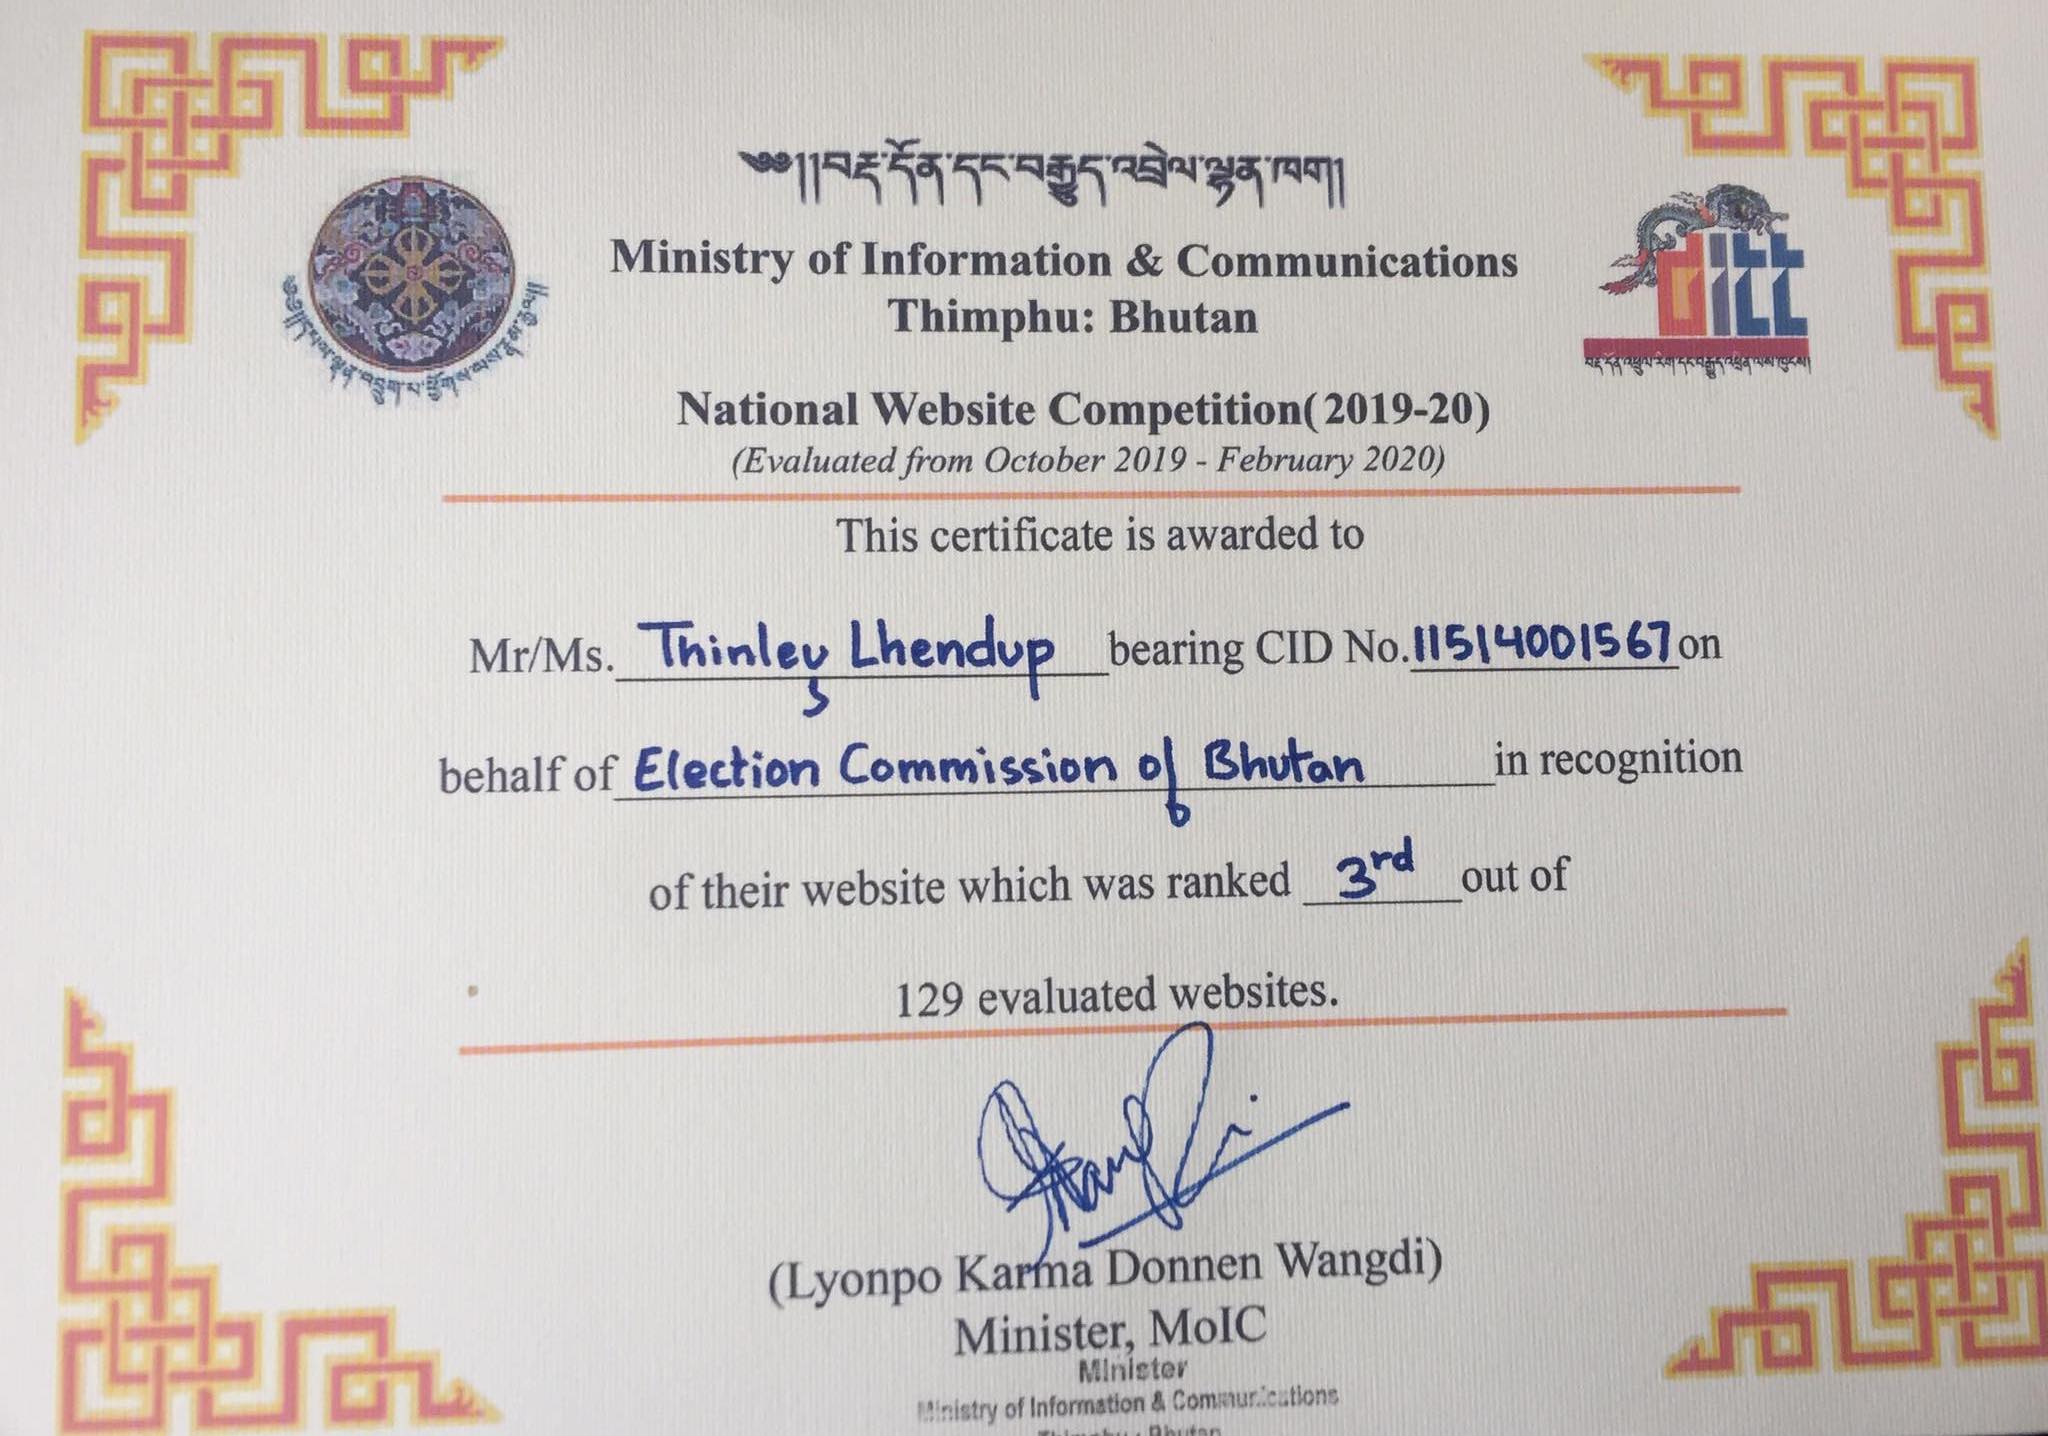 ༄༅།།བརྡ་དོན་དང་བརྒྱུད་འབྲེལ་ལྷན་ཁག།
Ministry of Information & Communications
Thimphu: Bhutan
ditt
National Website Competition(2019-20)
(Evaluated from October 2019 - February 2020)
This certificate is awarded to
Mr/Ms. Thinley Lhendup bearing CID No.11514001567 on
behalf of Election Commission of Bhutan in recognition
of their website which was ranked 3rd out of
129 evaluated websites.
(Lyonpo Karma Donnen Wangdi)
Minister, MoIC
Minister
Ministry of Information & Communications
Thimphu : Bhutan